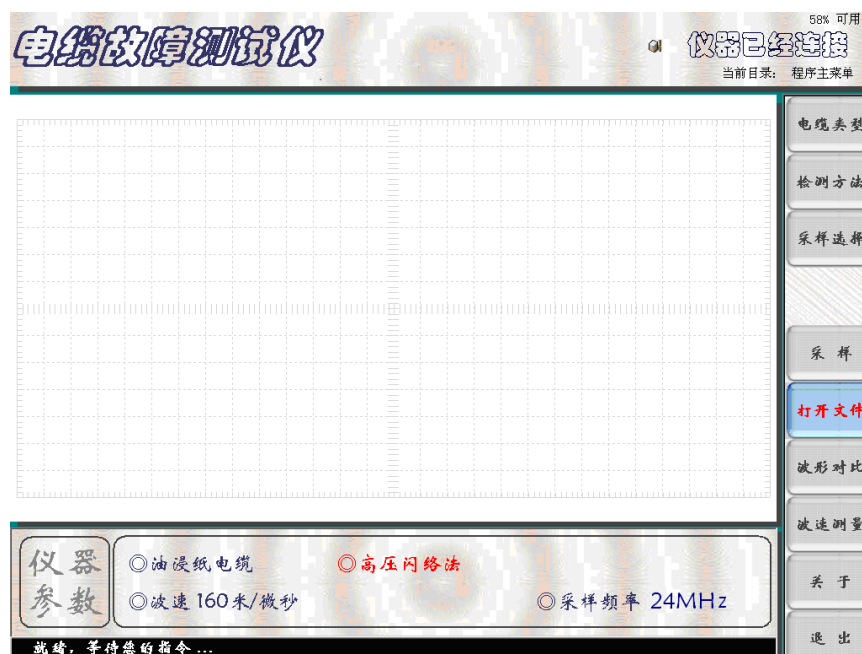 58% 可用
电缆故障测试仪
仪器已经连接
当前目录: 程序主菜单
电缆类型
检测方法
采样选择
采 样
打开文件
波形对比
波速测量
关 于
退 出
仪器参数
◎油浸纸电缆
◎高压闪络法
◎波速160米/微秒
◎采样频率 24MHz
就绪,等待您的指令...